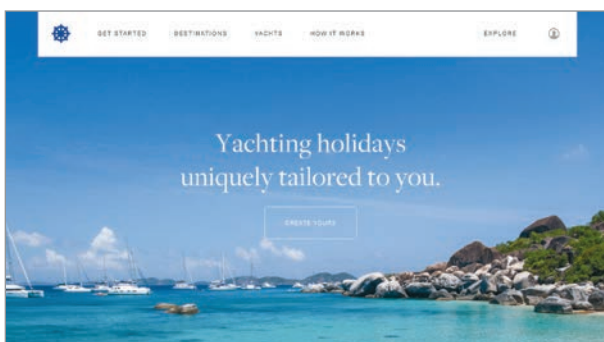 GET STARTED
DESTINATIONS
YACHTS
HOW IT WORKS
EXPLORE
Yachting holidays
uniquely tailored to you.
CREATE YOURS